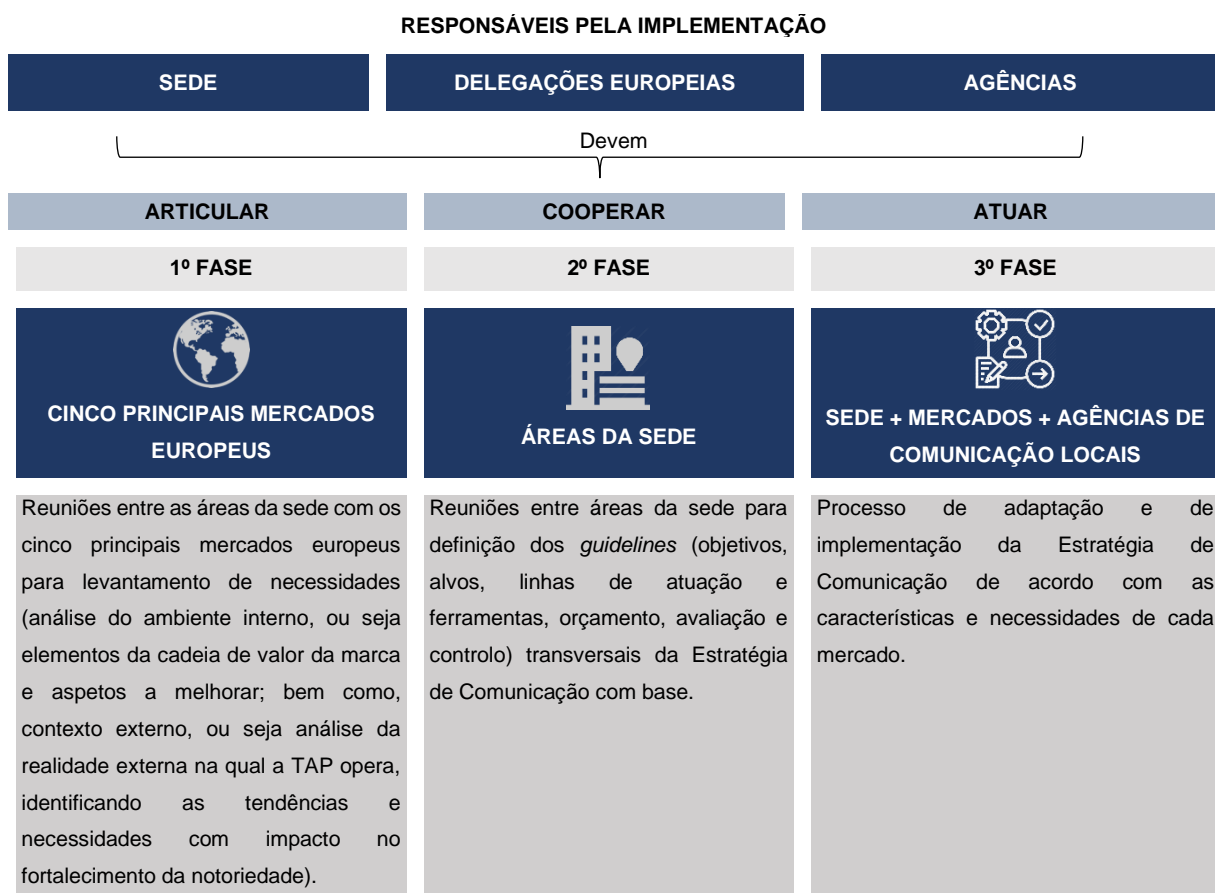 RESPONSÁVEIS PELA IMPLEMENTAÇÃO
SEDE
DELEGAÇÕES EUROPEIAS
AGÊNCIAS
Devem
ARTICULAR
COOPERAR
ATUAR
1º FASE
2º FASE
3º FASE
CINCO PRINCIPAIS MERCADOS
EUROPEUS
ÁREAS DA SEDE
SEDE + MERCADOS + AGÊNCIAS DE
COMUNICAÇÃO LOCAIS
Reuniões entre as áreas da sede com os
cinco principais mercados europeus
para levantamento de necessidades
(análise do ambiente interno, ou seja
elementos da cadeia de valor da marca
e aspetos a melhorar; bem como,
contexto externo, ou seja análise da
realidade externa na qual a TAP opera,
identificando as tendências e
necessidades com impacto no
fortalecimento da notoriedade).
Reuniões entre áreas da sede para
definição dos guidelines (objetivos,
alvos, linhas de atuação e
ferramentas, orçamento, avaliação e
controlo) transversais da Estratégia
de Comunicação com base.
Processo de adaptação e de
implementação da Estratégia de
Comunicação de acordo com as
características e necessidades de cada
mercado.